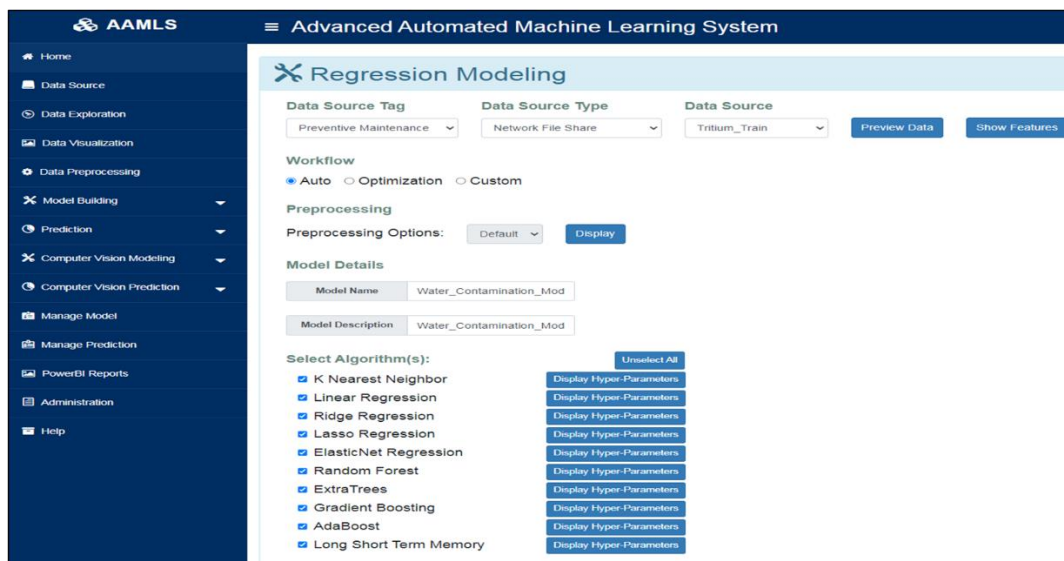 AAMLS
Advanced Automated Machine Learning System
Home
Data Source
Data Exploration
Data Visualization
Data Preprocessing
Model Building
Prediction
Computer Vision Modeling
Computer Vision Prediction
Manage Model
Manage Prediction
PowerBI Reports
Administration
Help
Regression Modeling
Data Source Tag Data Source Type Data Source
Preventive Maintenance Network File Share Tritium_Train Preview Data Show Features
Workflow
Auto Optimization Custom
Preprocessing
Preprocessing Options: Default Display
Model Details
Model Name Water_Contamination_Mod
Model Description Water_Contamination_Mod
Select Algorithm(s): Unselect All
K Nearest Neighbor Display Hyper-Parameters
Linear Regression Display Hyper-Parameters
Ridge Regression Display Hyper-Parameters
Lasso Regression Display Hyper-Parameters
ElasticNet Regression Display Hyper-Parameters
Random Forest Display Hyper-Parameters
ExtraTrees Display Hyper-Parameters
Gradient Boosting Display Hyper-Parameters
AdaBoost Display Hyper-Parameters
Long Short Term Memory Display Hyper-Parameters